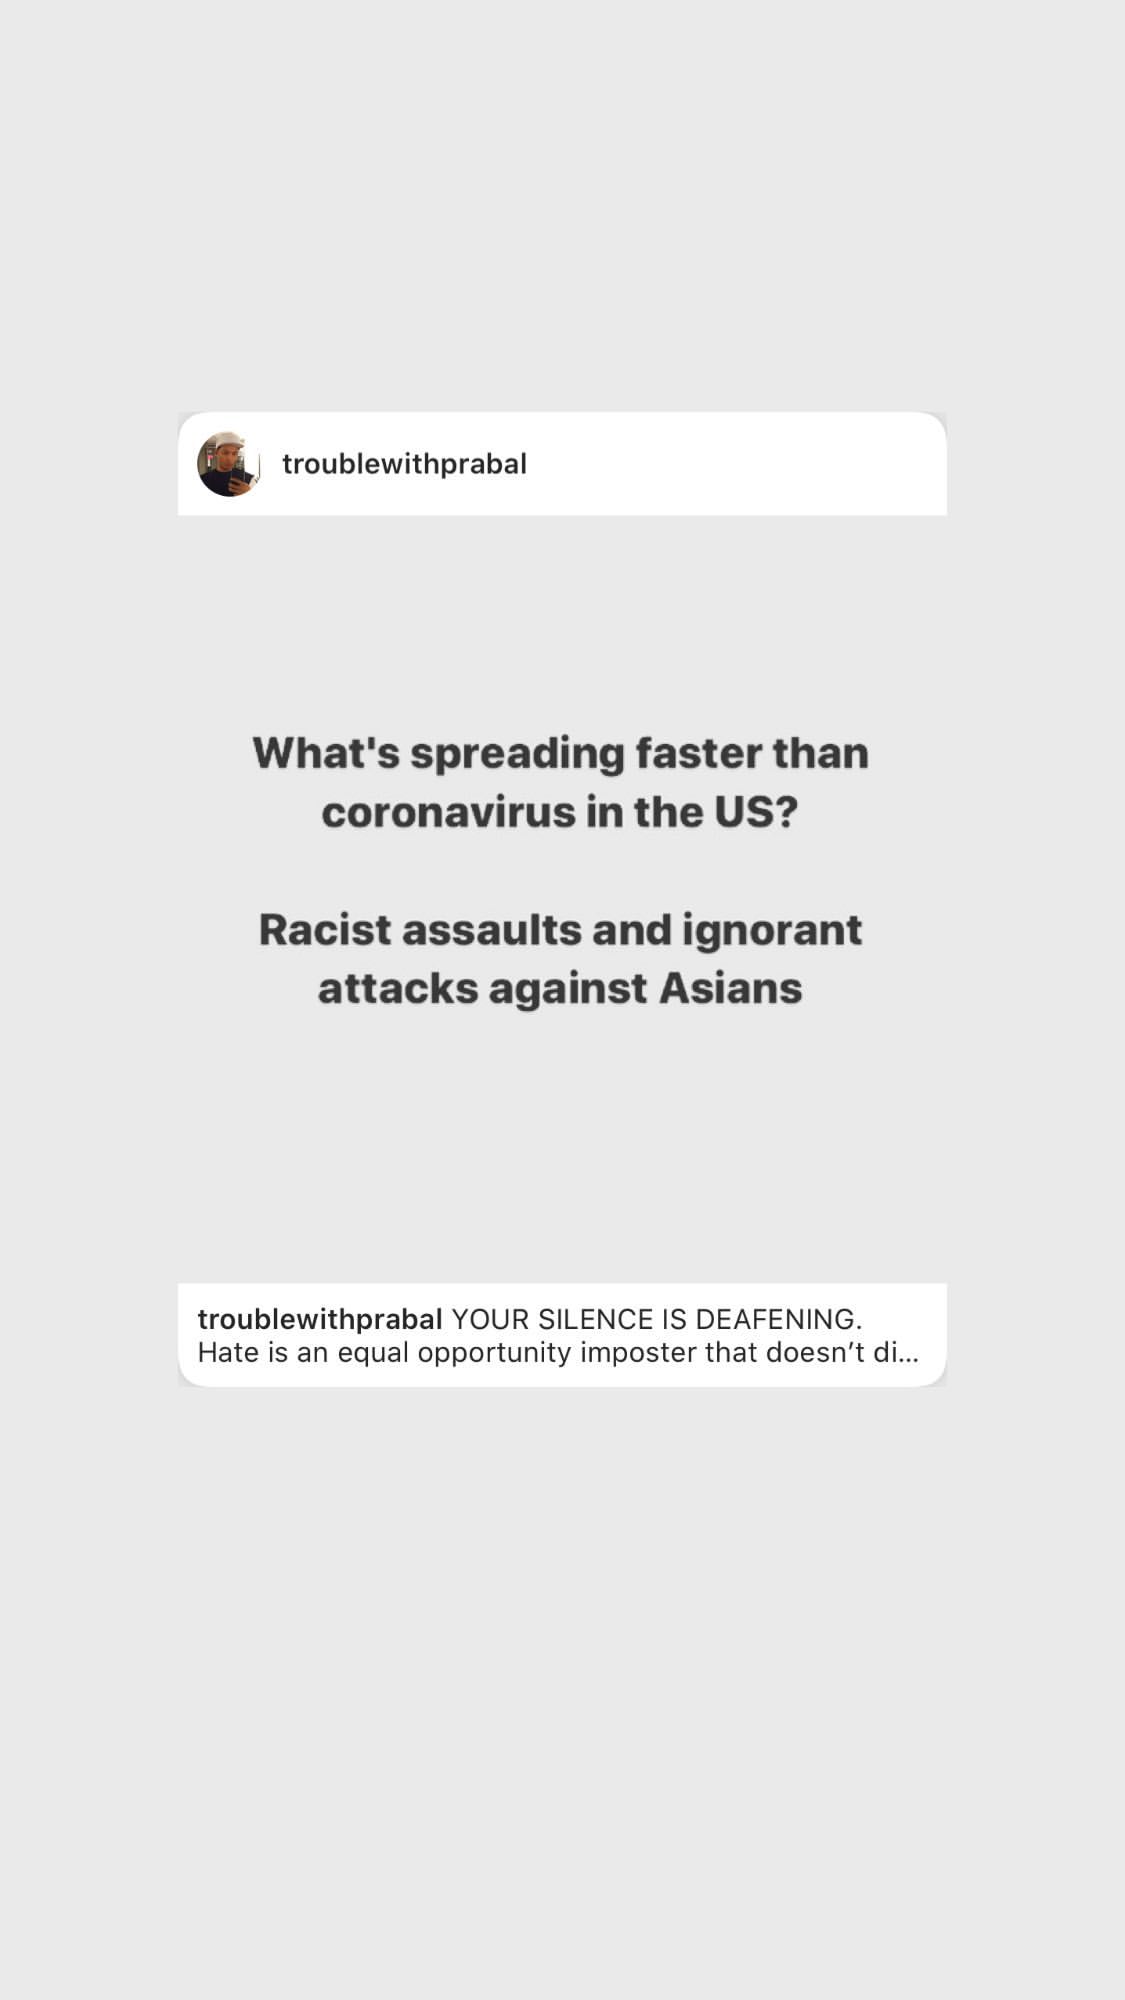 troublewithprabal
What's spreading faster than
coronavirus in the US?
Racist assaults and ignorant
attacks against Asians
troublewithprabal YOUR SILENCE IS DEAFENING.
Hate is an equal opportunity imposter that doesn’t di...